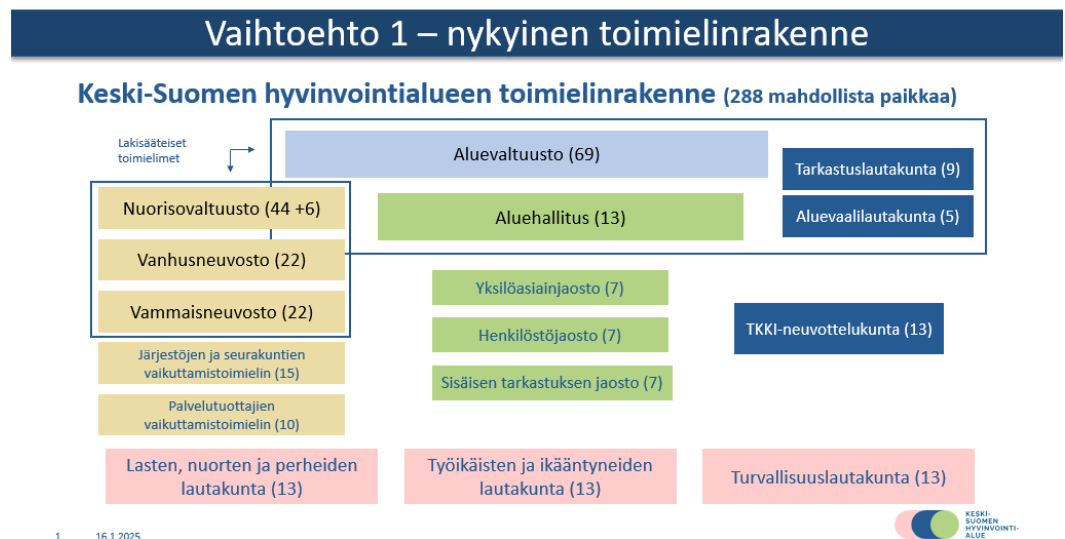 Vaihtoehto 1 – nykyinen toimielinrakenne
Keski-Suomen hyvinvointialueen toimielinrakenne (288 mahdollista paikkaa)
Lakisääteiset
toimielimet
Aluevaltuusto (69)
Tarkastuslautakunta (9)
Nuorisovaltuusto (44 +6)
Aluehallitus (13)
Aluevaalilautakunta (5)
Vanhusneuvosto (22)
Vammaisneuvosto (22)
Yksilöasiainjaosto (7)
Henkilöstöjaosto (7)
Sisäisen tarkastuksen jaosto (7)
TKKI-neuvottelukunta (13)
Järjestöjen ja seurakuntien
vaikuttamistoimielin (15)
Palvelutuottajien
vaikuttamistoimielin (10)
Lasten, nuorten ja perheiden
lautakunta (13)
Työikäisten ja ikääntyneiden
lautakunta (13)
Turvallisuuslautakunta (13)
1 16.1.2025
KESKI-
SUOMEN
HYVINVOINTI-
ALUE